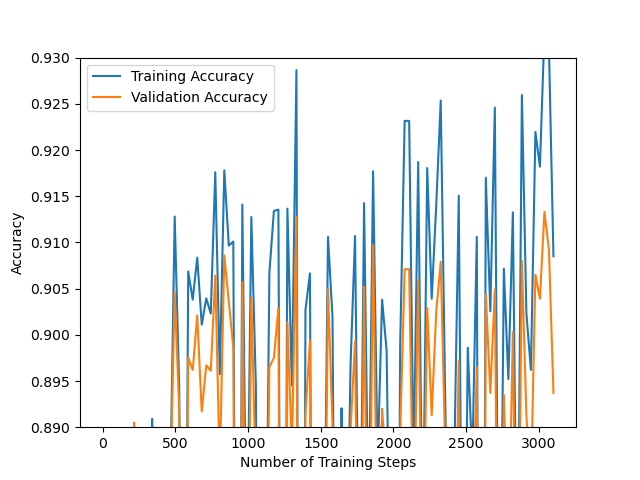 0.930
0.925
0.920
0.915
0.910
0.905
0.900
0.895
0.890
Accuracy
Training Accuracy
Validation Accuracy
0 500 1000 1500 2000 2500 3000
Number of Training Steps